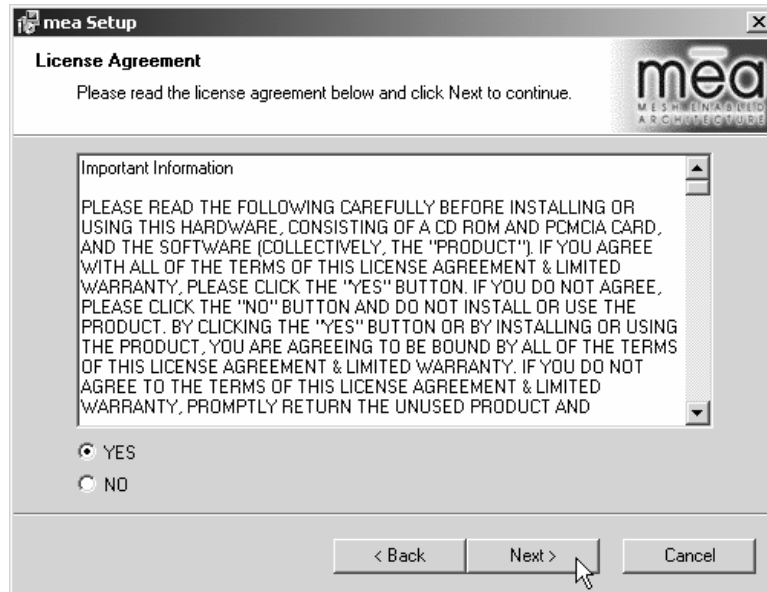 mea Setup
License Agreement
Please read the license agreement below and click Next to continue.
mēa
MESH ENABLED
ARCHITECTURE
Important Information
PLEASE READ THE FOLLOWING CAREFULLY BEFORE INSTALLING OR
USING THIS HARDWARE, CONSISTING OF A CD ROM AND PCMCIA CARD,
AND THE SOFTWARE (COLLECTIVELY, THE "PRODUCT"). IF YOU AGREE
WITH ALL OF THE TERMS OF THIS LICENSE AGREEMENT & LIMITED
WARRANTY, PLEASE CLICK THE "YES" BUTTON. IF YOU DO NOT AGREE,
PLEASE CLICK THE "NO" BUTTON AND DO NOT INSTALL OR USE THE
PRODUCT. BY CLICKING THE "YES" BUTTON OR BY INSTALLING OR USING
THE PRODUCT, YOU ARE AGREEING TO BE BOUND BY ALL OF THE TERMS
OF THIS LICENSE AGREEMENT & LIMITED WARRANTY. IF YOU DO NOT
AGREE TO THE TERMS OF THIS LICENSE AGREEMENT & LIMITED
WARRANTY, PROMPTLY RETURN THE UNUSED PRODUCT AND
YES
NO
< Back
Next >
Cancel